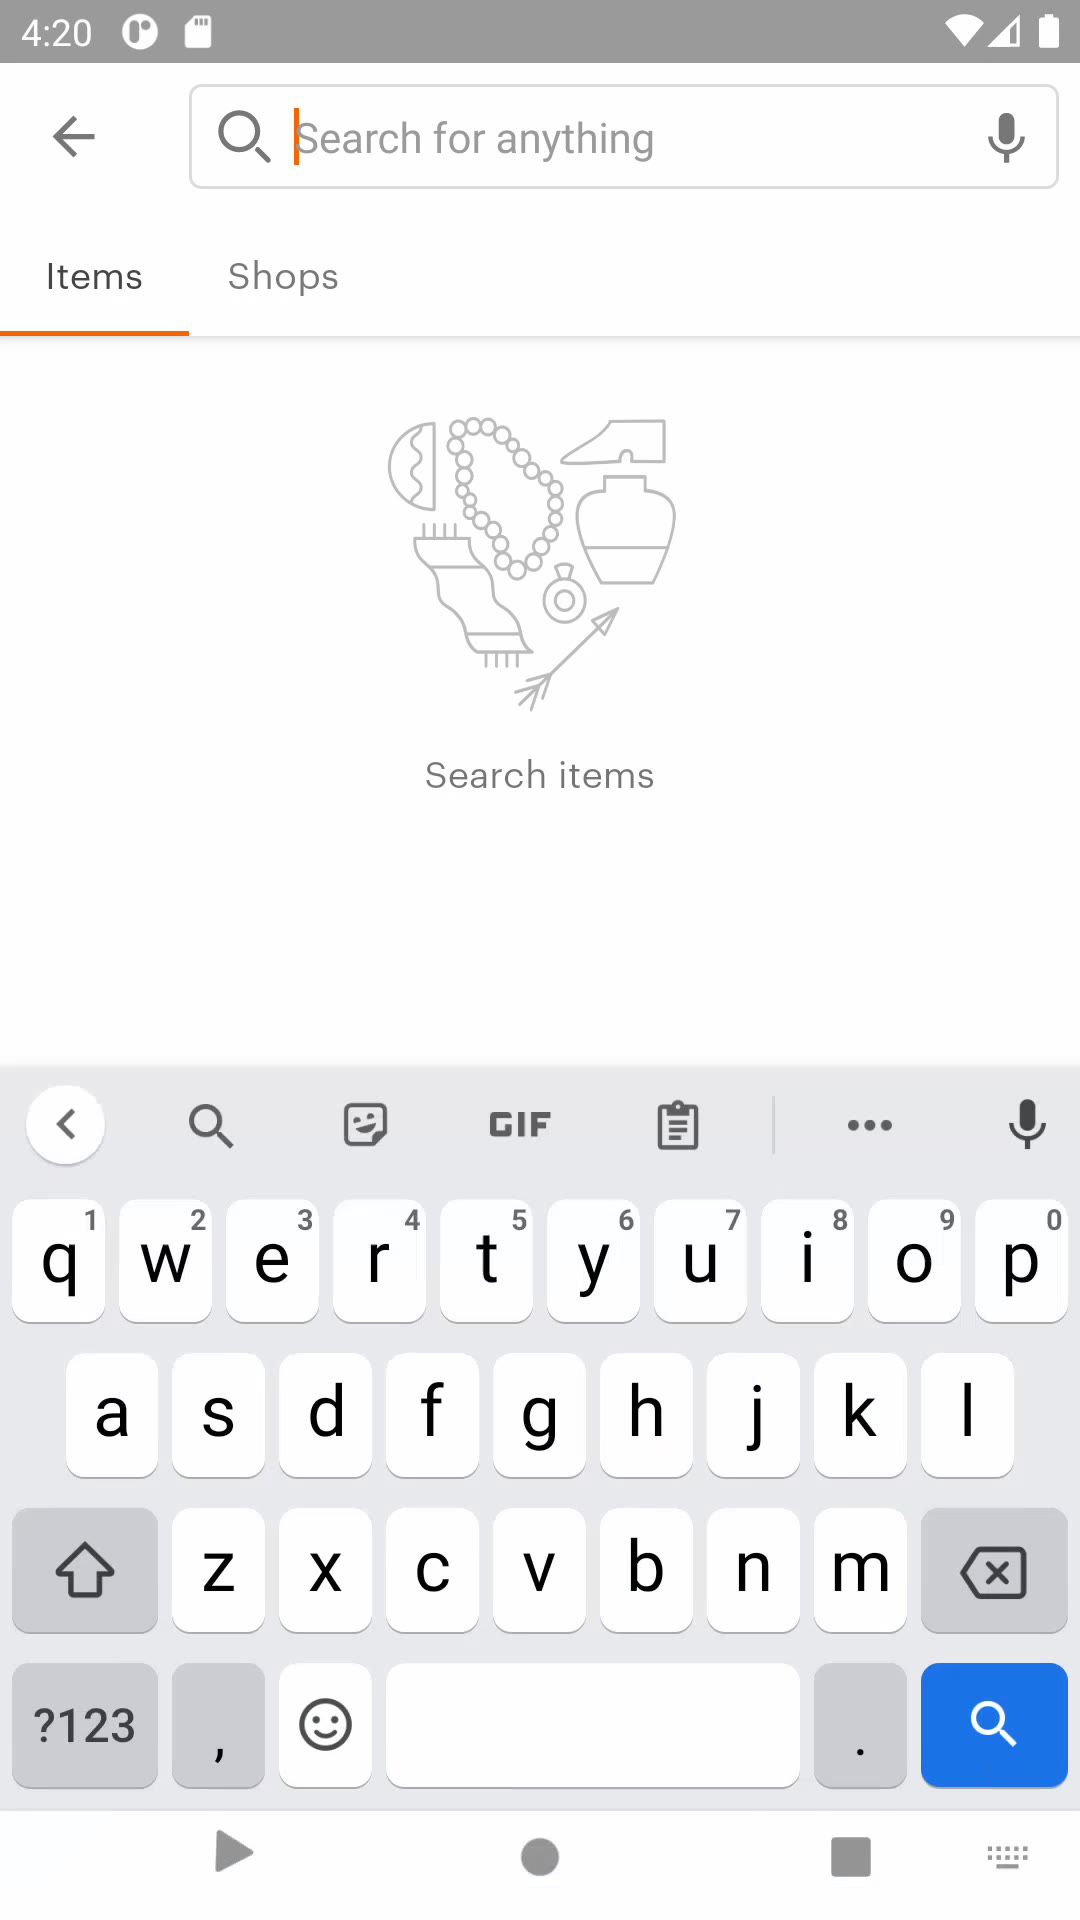 4:20
Search for anything
Items Shops
Search items
GIF
1 2 3 4 5 6 7 8 9 0
q w e r t y u i o p
a s d f g h j k l
z x c v b n m
?123 , .